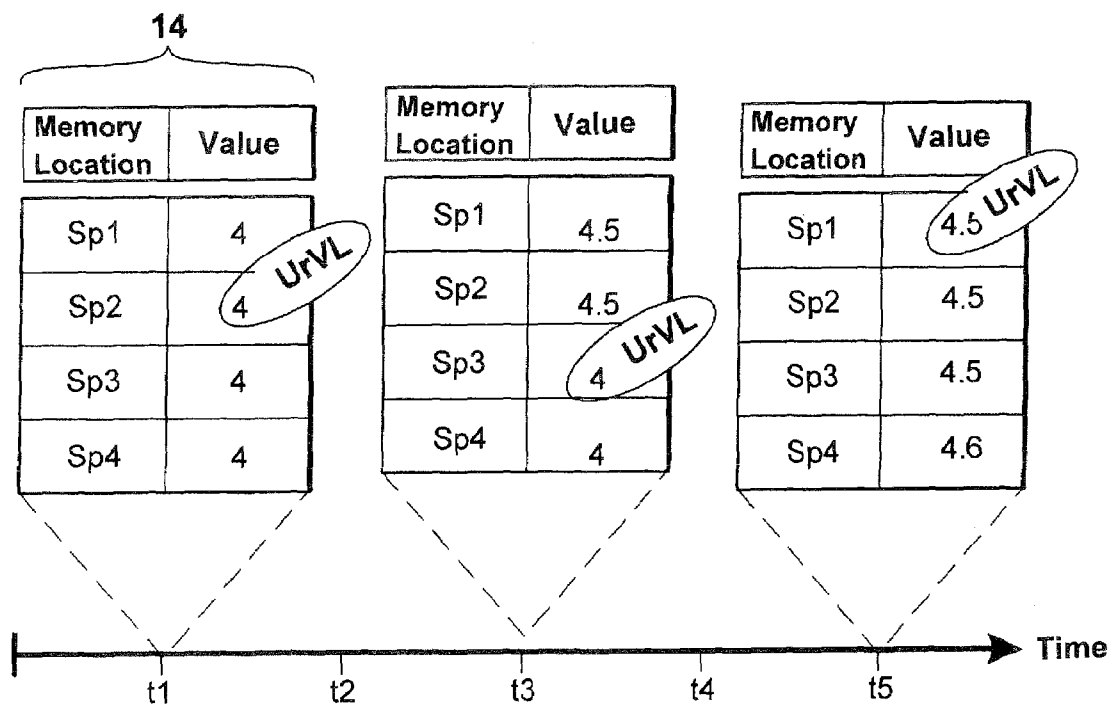 14
Memory Location Value
Sp1 4
UrVL
Sp2 4
Sp3 4
Sp4 4
Memory Location Value
Sp1 4.5
Sp2 4.5
UrVL
Sp3 4
Sp4 4
Memory Location Value
Sp1 4.5 UrVL
Sp2 4.5
Sp3 4.5
Sp4 4.6
Time
t1 t2 t3 t4 t5